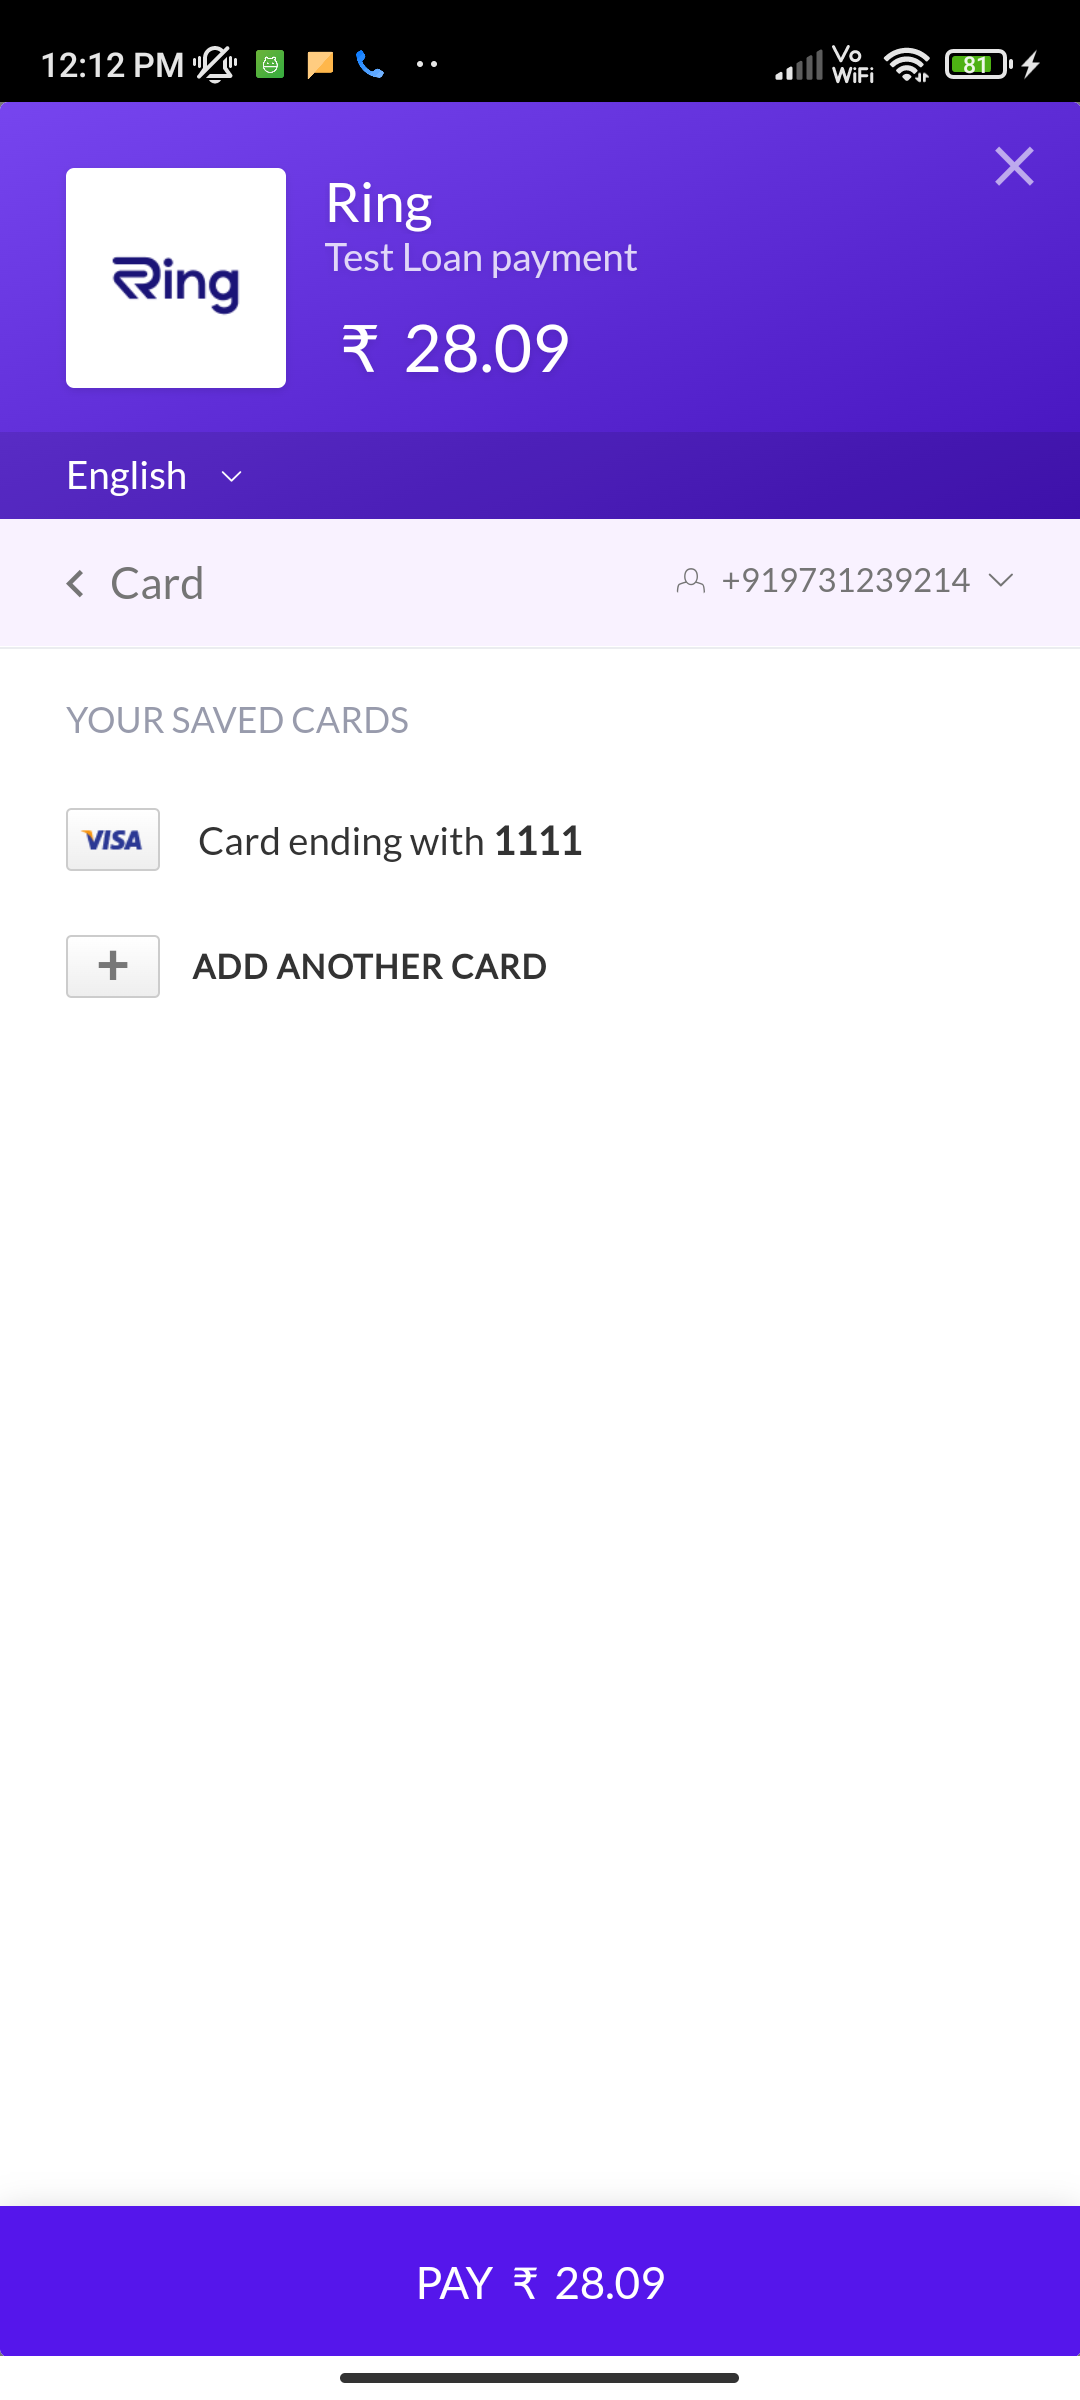 12:12 PM
Vo
WiFi
81
Ring
Ring
Test Loan payment
₹ 28.09
English
Card
+919731239214
YOUR SAVED CARDS
VISA
Card ending with 1111
ADD ANOTHER CARD
PAY ₹ 28.09